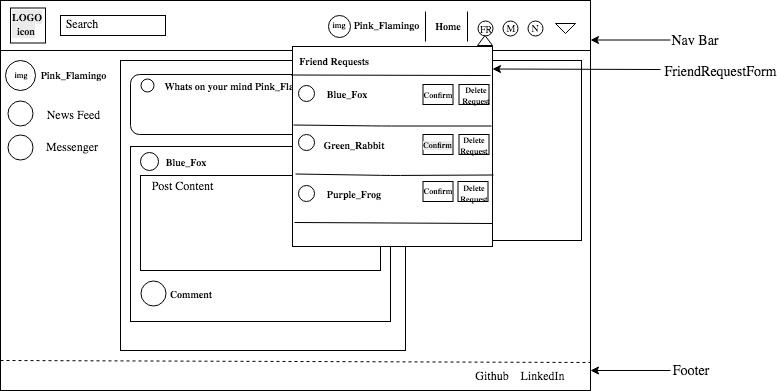 LOGO
icon
Search
img Pink_Flamingo
Home
FR
M
N
Nav Bar
Friend Requests
FriendRequestForm
img Pink_Flamingo
News Feed
Messenger
Whats on your mind Pink_Fla
Blue_Fox
Confirm
Delete
Request
Green_Rabbit
Confirm
Delete
Request
Purple_Frog
Confirm
Delete
Request
Blue_Fox
Post Content
Comment
Github LinkedIn
Footer